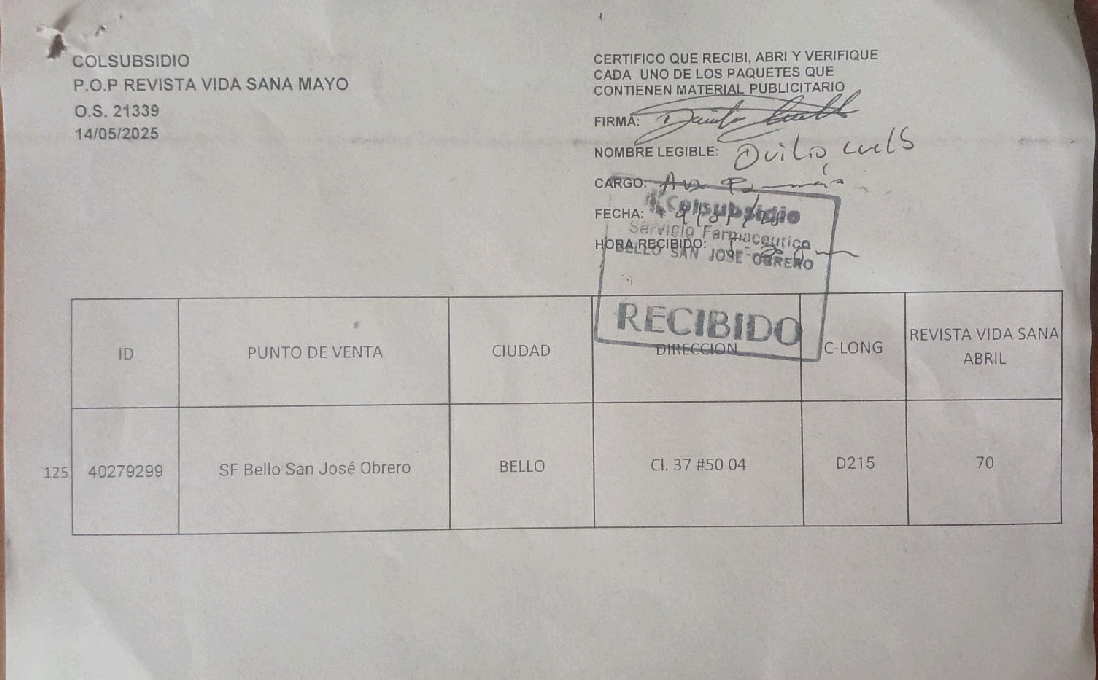 COLSUBSIDIO
P.O.P REVISTA VIDA SANA MAYO
O.S. 21339
14/05/2025
CERTIFICO QUE RECIBI, ABRI Y VERIFIQUE
CADA UNO DE LOS PAQUETES QUE
CONTIENEN MATERIAL PUBLICITARIO
FIRMA:
NOMBRE LEGIBLE:
CARGO:
FECHA:
HORA RECIBIDO:
Colsubsidio
Servicio Farmaceutico
BELLO SAN JOSE OBRERO
RECIBIDO
ID PUNTO DE VENTA CIUDAD DIRECCION C-LONG REVISTA VIDA SANA
ABRIL
125 40279299 SF Bello San José Obrero BELLO Cl. 37 #50 04 D215 70